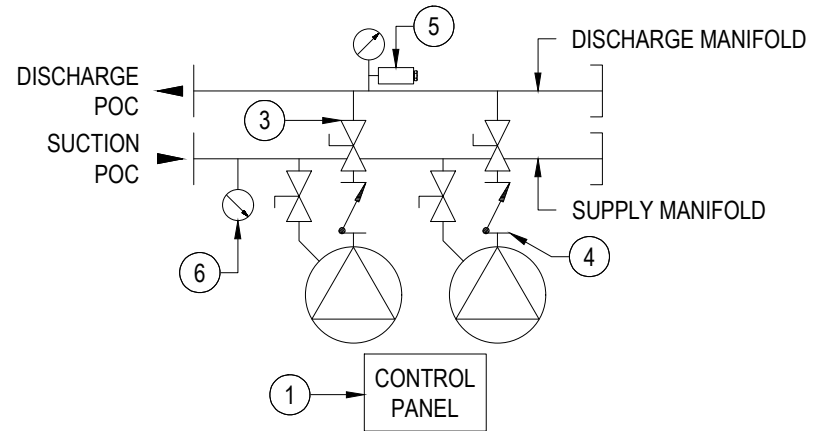 5
DISCHARGE MANIFOLD
DISCHARGE
POC
3
SUCTION
POC
SUPPLY MANIFOLD
6
4
1
CONTROL
PANEL